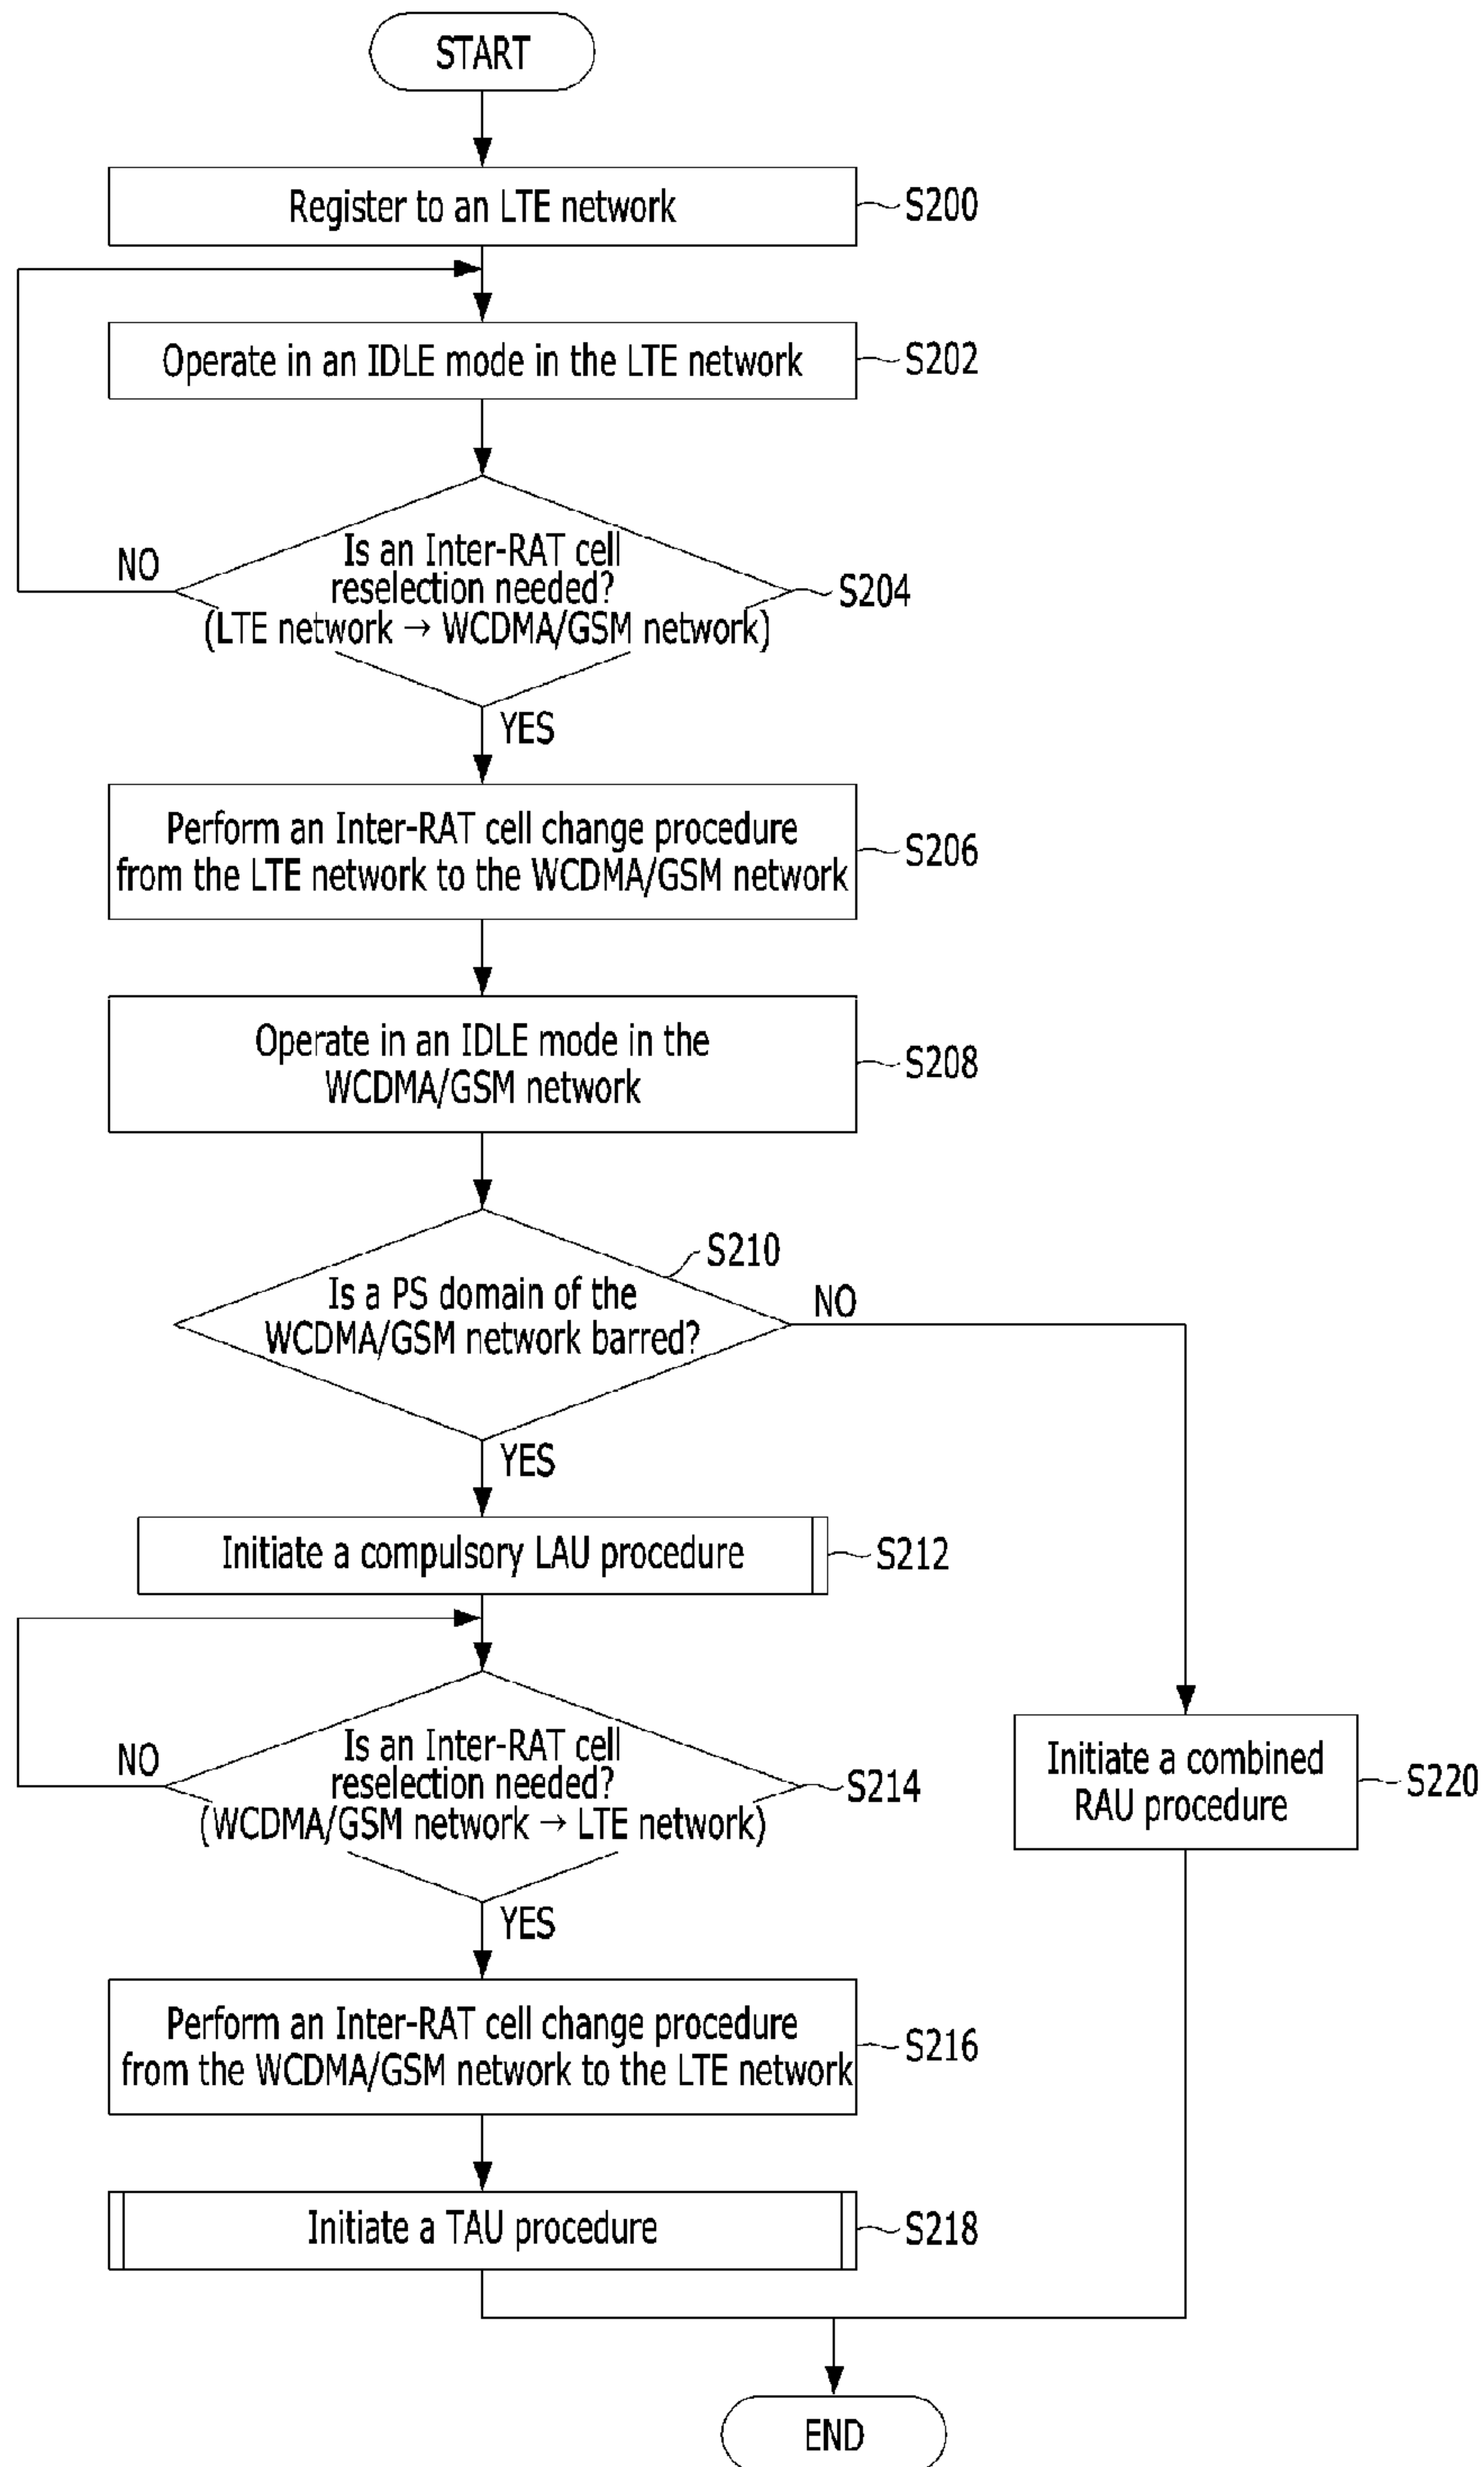 START
Register to an LTE network
S200
Operate in an IDLE mode in the LTE network
S202
Is an Inter-RAT cell
reselection needed?
(LTE network → WCDMA/GSM network)
S204
NO
YES
Perform an Inter-RAT cell change procedure
from the LTE network to the WCDMA/GSM network
S206
Operate in an IDLE mode in the
WCDMA/GSM network
S208
S210
Is a PS domain of the
WCDMA/GSM network barred?
NO
YES
Initiate a compulsory LAU procedure
S212
Is an Inter-RAT cell
reselection needed?
(WCDMA/GSM network → LTE network)
S214
NO
YES
Initiate a combined
RAU procedure
S220
Perform an Inter-RAT cell change procedure
from the WCDMA/GSM network to the LTE network
S216
Initiate a TAU procedure
S218
END